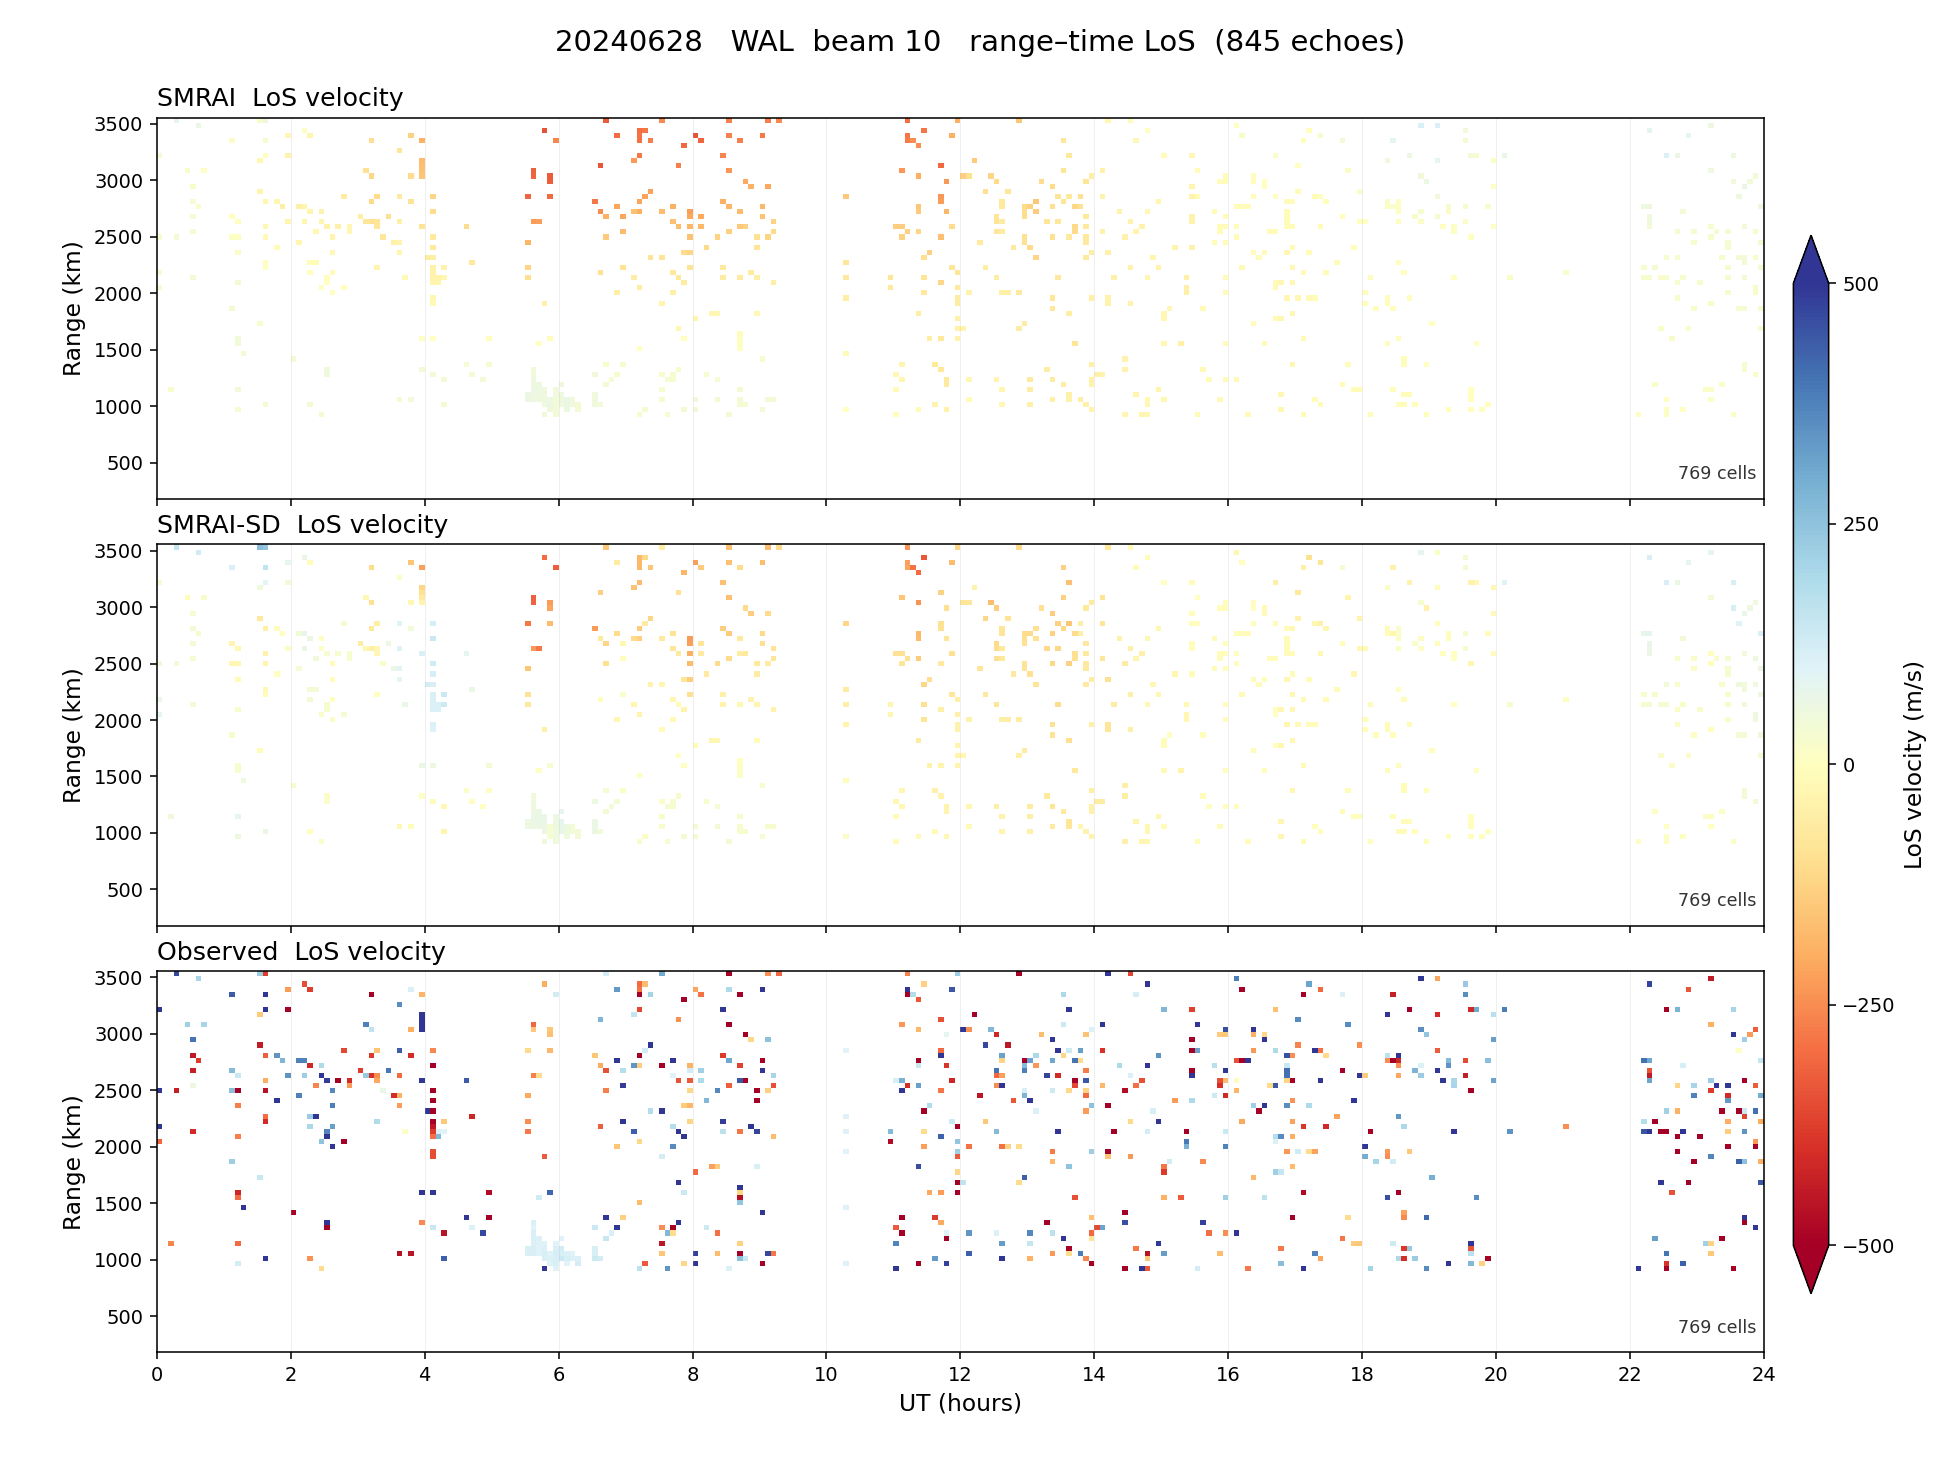 20240628   WAL  beam 10   range–time LoS  (845 echoes)
SMRAI  LoS velocity
3500
3000
2500
2000
1500
1000
500
Range (km)
769 cells
SMRAI-SD  LoS velocity
3500
3000
2500
2000
1500
1000
500
Range (km)
769 cells
Observed  LoS velocity
3500
3000
2500
2000
1500
1000
500
Range (km)
769 cells
0 2 4 6 8 10 12 14 16 18 20 22 24
UT (hours)
500
250
0
−250
−500
LoS velocity (m/s)